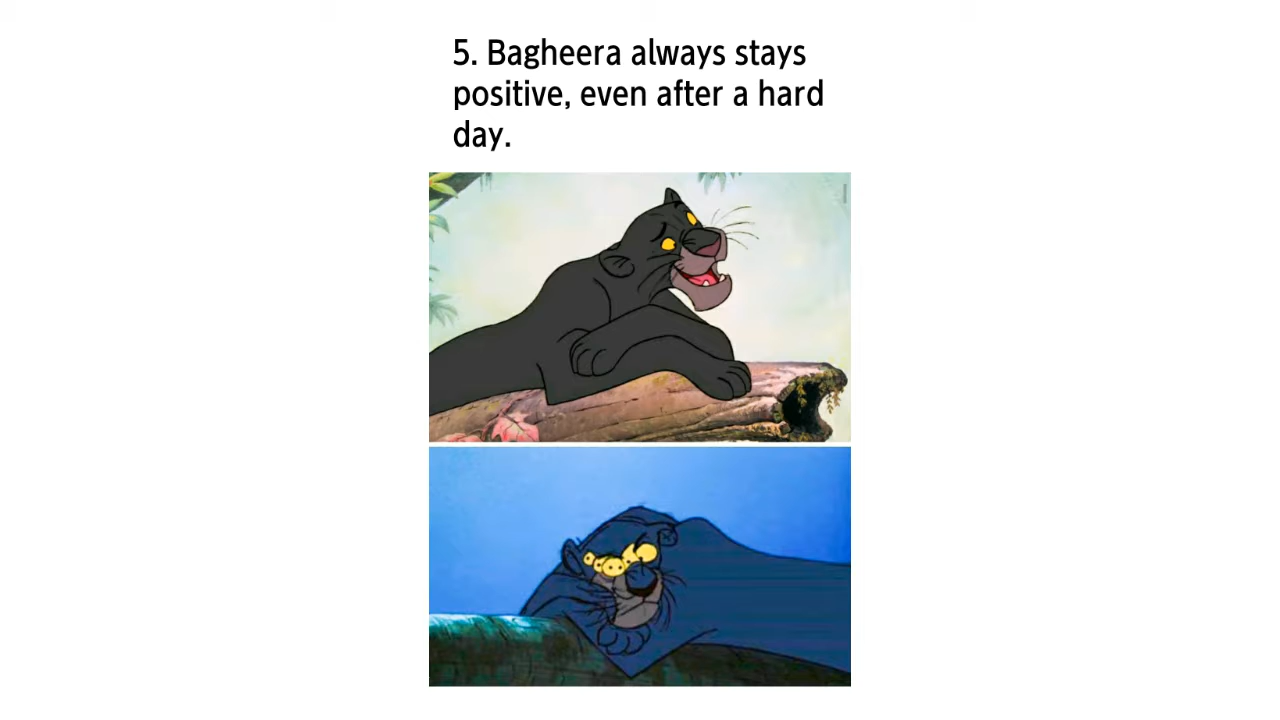 5. Bagheera always stays
positive, even after a hard
day.